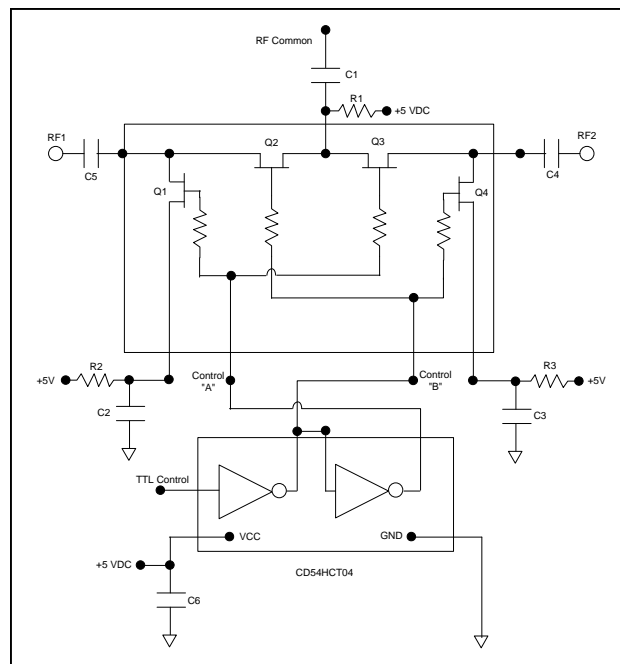 RF Common
C1
R1
+5 VDC
RF1
Q2
Q3
RF2
C5
Q1
Q4
C4
R2
+5V
Control
"A"
Control
"B"
R3
+5V
C2
C3
TTL Control
VCC
GND
+5 VDC
CD54HCT04
C6